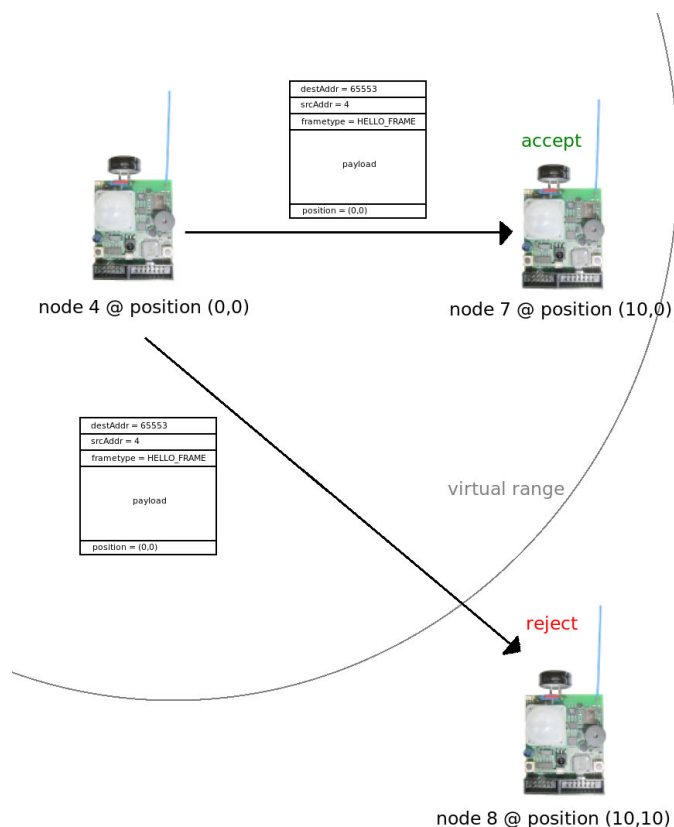 destAddr = 65553
srcAddr = 4
frametype = HELLO_FRAME
payload
position = (0,0)
accept
node 4 @ position (0,0)
node 7 @ position (10,0)
destAddr = 65553
srcAddr = 4
frametype = HELLO_FRAME
payload
position = (0,0)
virtual range
reject
node 8 @ position (10,10)